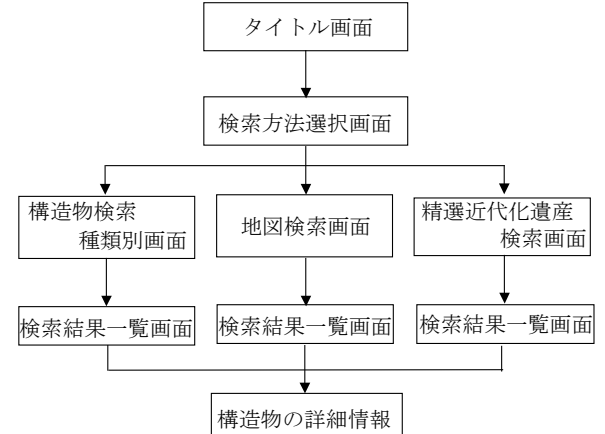 タイトル画面
検索方法選択画面
構造物検索
種類別画面
地図検索画面
精選近代化遺産
検索画面
検索結果一覧画面
検索結果一覧画面
検索結果一覧画面
構造物の詳細情報